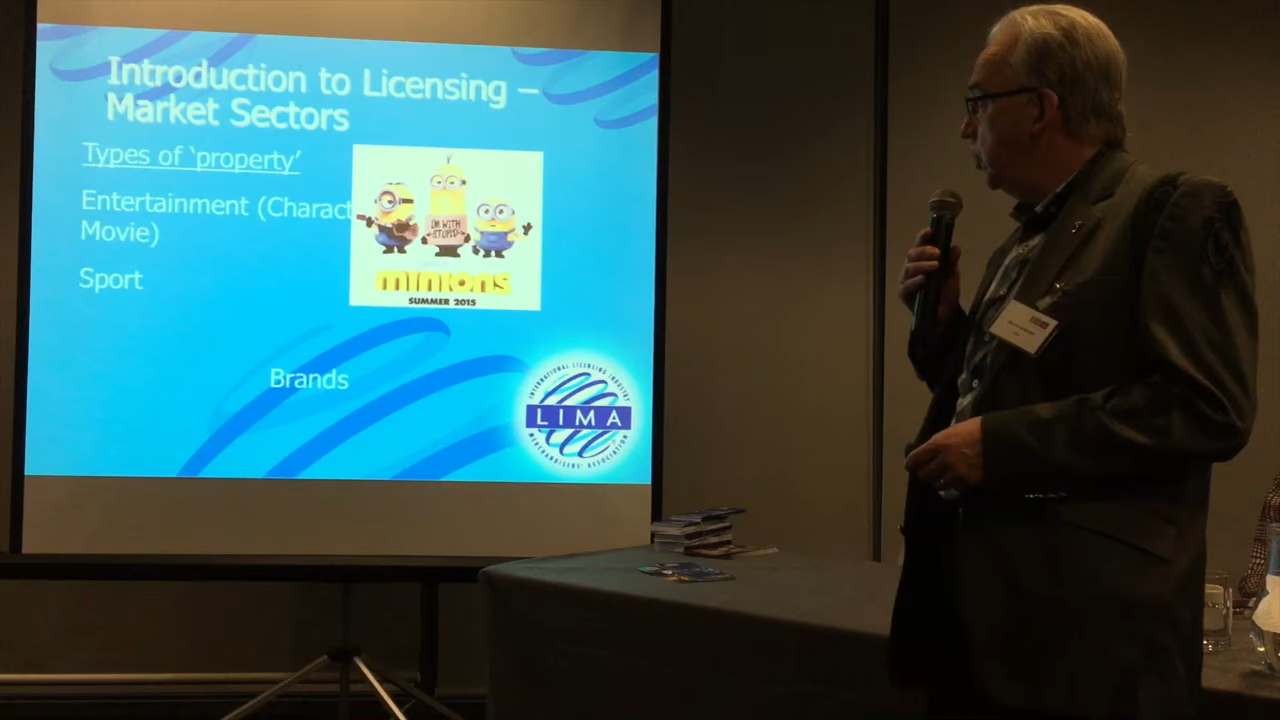 Introduction to Licensing –
Market Sectors
Types of ‘property’
Entertainment (Charact
Movie)
Sport
I'M WITH
STUPID
MINIONS
SUMMER 2015
Brands
INTERNATIONAL LICENSING INDUSTRY
LIMA
MERCHANDISERS' ASSOCIATION